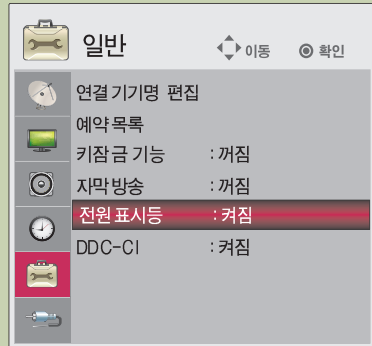 일반 이동 확인
연결 기기명 편집
예약 목록
키잠금 기능 : 꺼짐
자막방송 : 꺼짐
전원 표시등 : 켜짐
DDC-CI : 켜짐